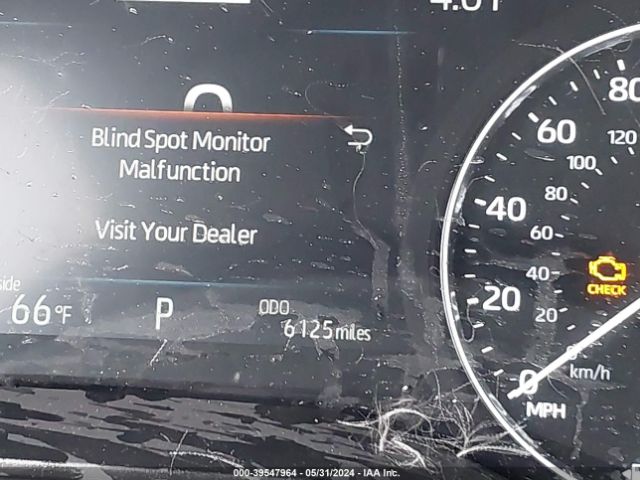 Blind Spot Monitor
Malfunction
Visit Your Dealer
66°F
P
ODO
6125 miles
80
60
40
20
0
MPH
120
100
80
60
40
20
0
km/h
CHECK
000-39547964 - 05/31/2024 - IAA Inc.